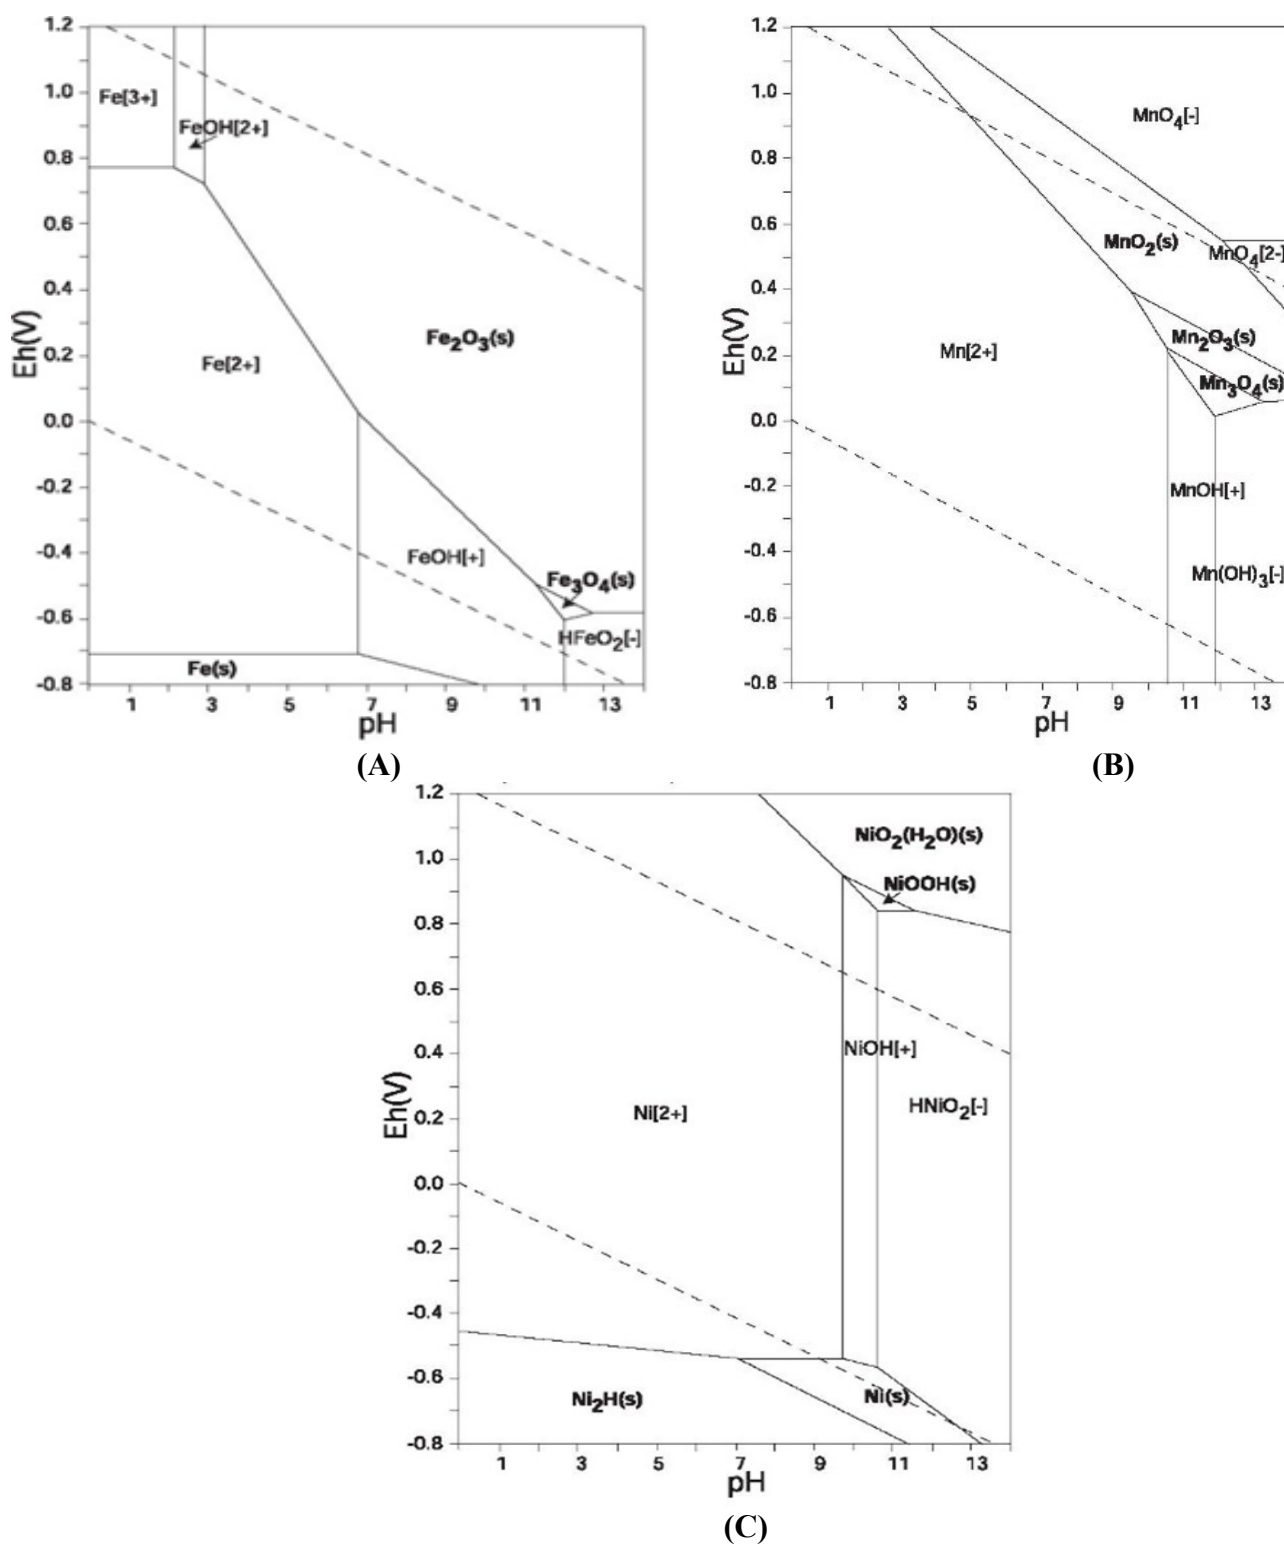 1.2
1.0
0.8
0.6
0.4
0.2
0.0
-0.2
-0.4
-0.6
-0.8
Eh(V)
Fe[3+]
FeOH[2+]
Fe2O3(s)
Fe[2+]
FeOH[+]
Fe3O4(s)
HFeO2[-]
Fe(s)
1 3 5 7 9 11 13
pH
(A)
1.2
1.0
0.8
0.6
0.4
0.2
0.0
-0.2
-0.4
-0.6
-0.8
Eh(V)
MnO4[-]
MnO2(s)
MnO4[2-]
Mn2O3(s)
Mn[2+]
Mn3O4(s)
MnOH[+]
Mn(OH)3[-]
1 3 5 7 9 11 13
pH
(B)
1.2
1.0
0.8
0.6
0.4
0.2
0.0
-0.2
-0.4
-0.6
-0.8
Eh(V)
NiO2(H2O)(s)
NiOOH(s)
NiOH[+]
Ni[2+]
HNiO2[-]
Ni2H(s)
Ni(s)
1 3 5 7 9 11 13
pH
(C)